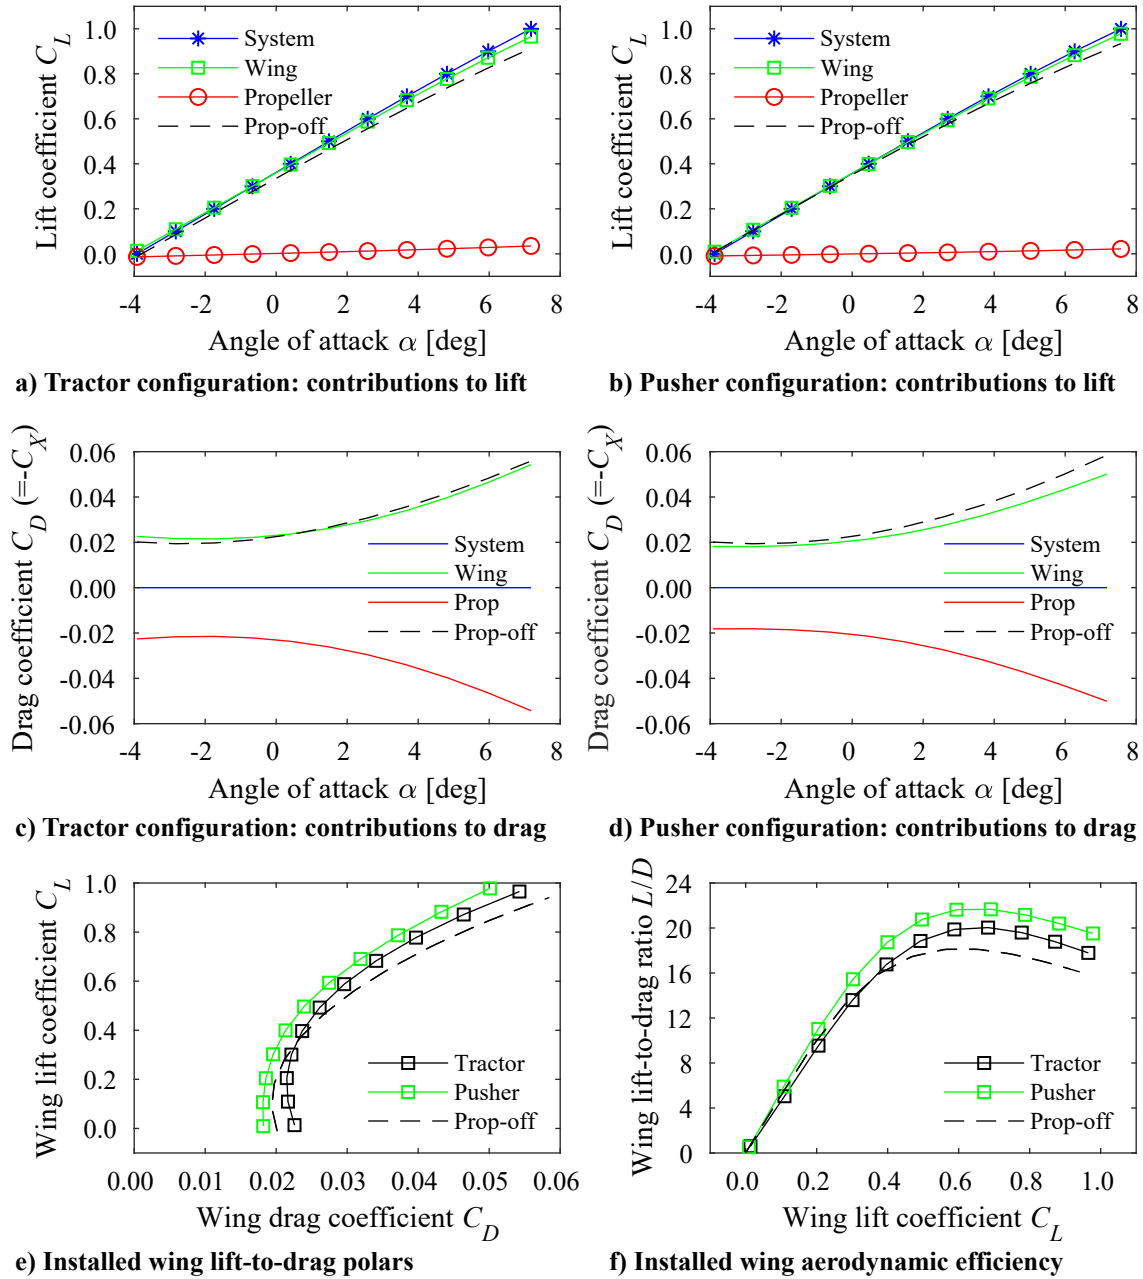 Lift coefficient C_L
1.0
0.8
0.6
0.4
0.2
0.0
System
Wing
Propeller
Prop-off
-4 -2 0 2 4 6 8
Angle of attack α [deg]
a) Tractor configuration: contributions to lift
Lift coefficient C_L
1.0
0.8
0.6
0.4
0.2
0.0
System
Wing
Propeller
Prop-off
-4 -2 0 2 4 6 8
Angle of attack α [deg]
b) Pusher configuration: contributions to lift
Drag coefficient C_D (=-C_X)
0.06
0.04
0.02
0.00
-0.02
-0.04
-0.06
System
Wing
Prop
Prop-off
-4 -2 0 2 4 6 8
Angle of attack α [deg]
c) Tractor configuration: contributions to drag
Drag coefficient C_D (=-C_X)
0.06
0.04
0.02
0.00
-0.02
-0.04
-0.06
System
Wing
Prop
Prop-off
-4 -2 0 2 4 6 8
Angle of attack α [deg]
d) Pusher configuration: contributions to drag
Wing lift coefficient C_L
1.0
0.8
0.6
0.4
0.2
0.0
Tractor
Pusher
Prop-off
0.00 0.01 0.02 0.03 0.04 0.05 0.06
Wing drag coefficient C_D
e) Installed wing lift-to-drag polars
Wing lift-to-drag ratio L/D
24
20
16
12
8
4
0
Tractor
Pusher
Prop-off
0.0 0.2 0.4 0.6 0.8 1.0
Wing lift coefficient C_L
f) Installed wing aerodynamic efficiency